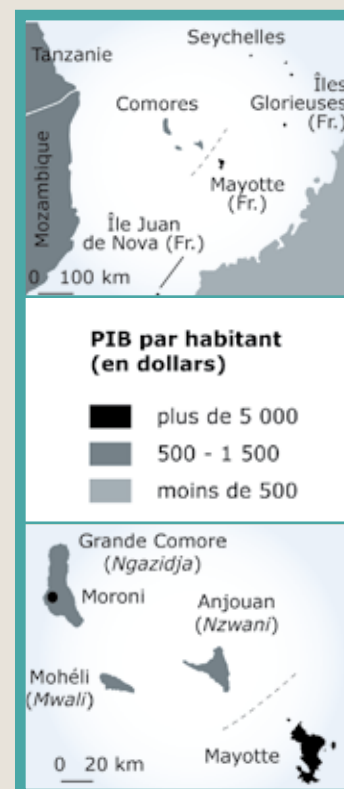 Seychelles
Tanzanie
Îles
Glorieuses
(Fr.)
Comores
Mozambique
Mayotte
(Fr.)
Île Juan
de Nova (Fr.)
0 100 km
PIB par habitant
(en dollars)
plus de 5 000
500 - 1 500
moins de 500
Grande Comore
(Ngazidja)
Moroni
Anjouan
(Nzwani)
Mohéli
(Mwali)
Mayotte
0 20 km